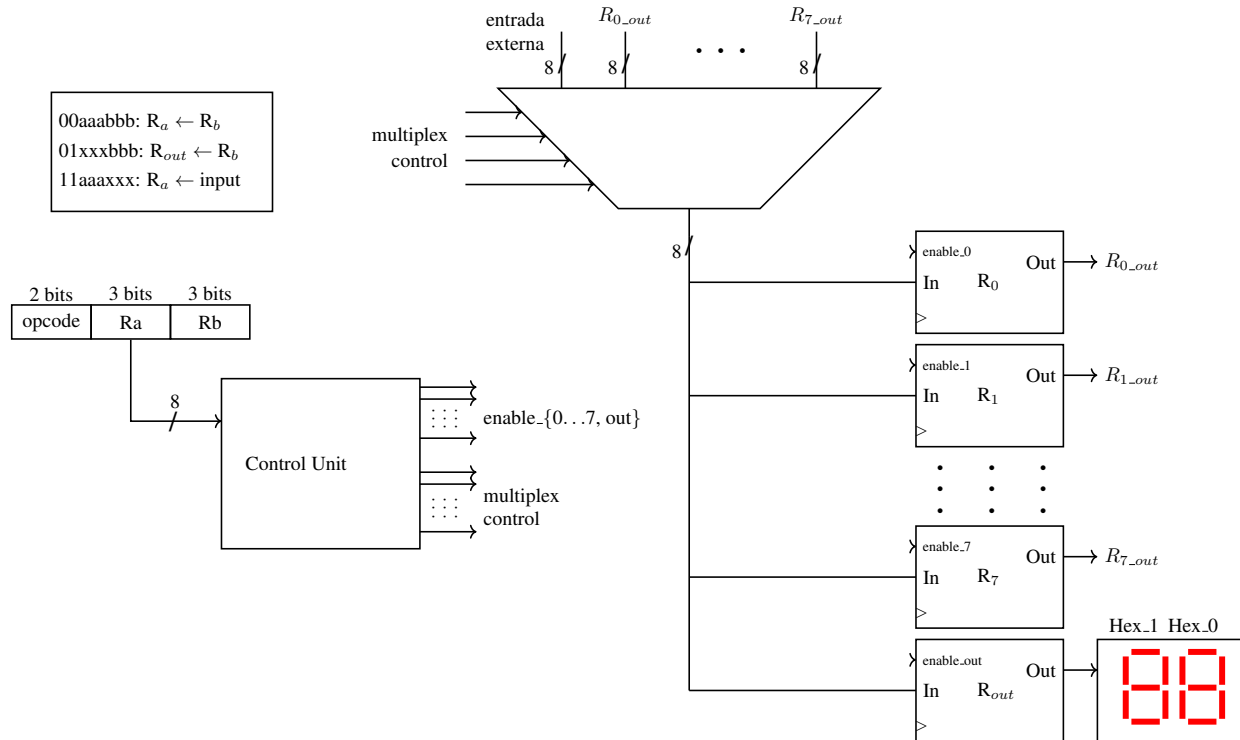 entrada
externa
R0_out
R7_out
8
8
8
multiplex
control
00aaabbb: Ra ← Rb
01xxxbbb: Rout ← Rb
11aaaxxx: Ra ← input
8
2 bits 3 bits 3 bits
opcode Ra Rb
8
Control Unit
enable_{0...7, out}
multiplex
control
enable_0
In R0 Out
R0_out
enable_1
In R1 Out
R1_out
enable_7
In R7 Out
R7_out
Hex_1 Hex_0
enable_out
In Rout Out
88